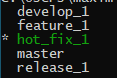 develop_1
feature_1
* hot_fix_1
master
release_1